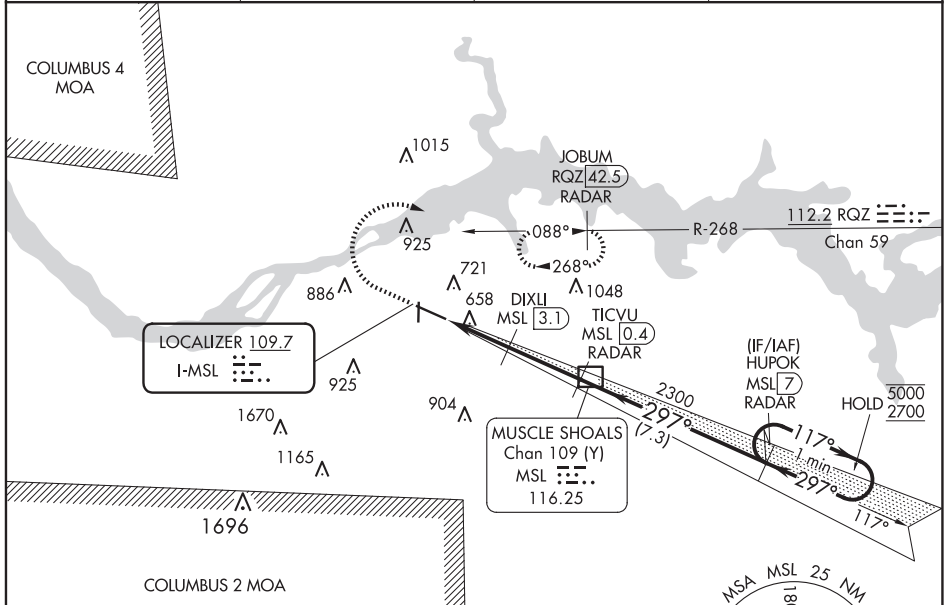 COLUMBUS 4
MOA
1015
JOBUM
RQZ 42.5
RADAR
112.2 RQZ
Chan 59
R-268
088°
268°
925
886
721
658
1048
DIXLI
MSL 3.1
TICVU
MSL 0.4
RADAR
LOCALIZER 109.7
I-MSL
925
(IF/IAF)
HUPOK
MSL 7
RADAR
HOLD 5000
2700
2300
297°
(7.3)
904
1670
1165
MUSCLE SHOALS
Chan 109 (Y)
MSL
116.25
117°
1 min
297°
117°
1696
COLUMBUS 2 MOA
MSA MSL 25 NM